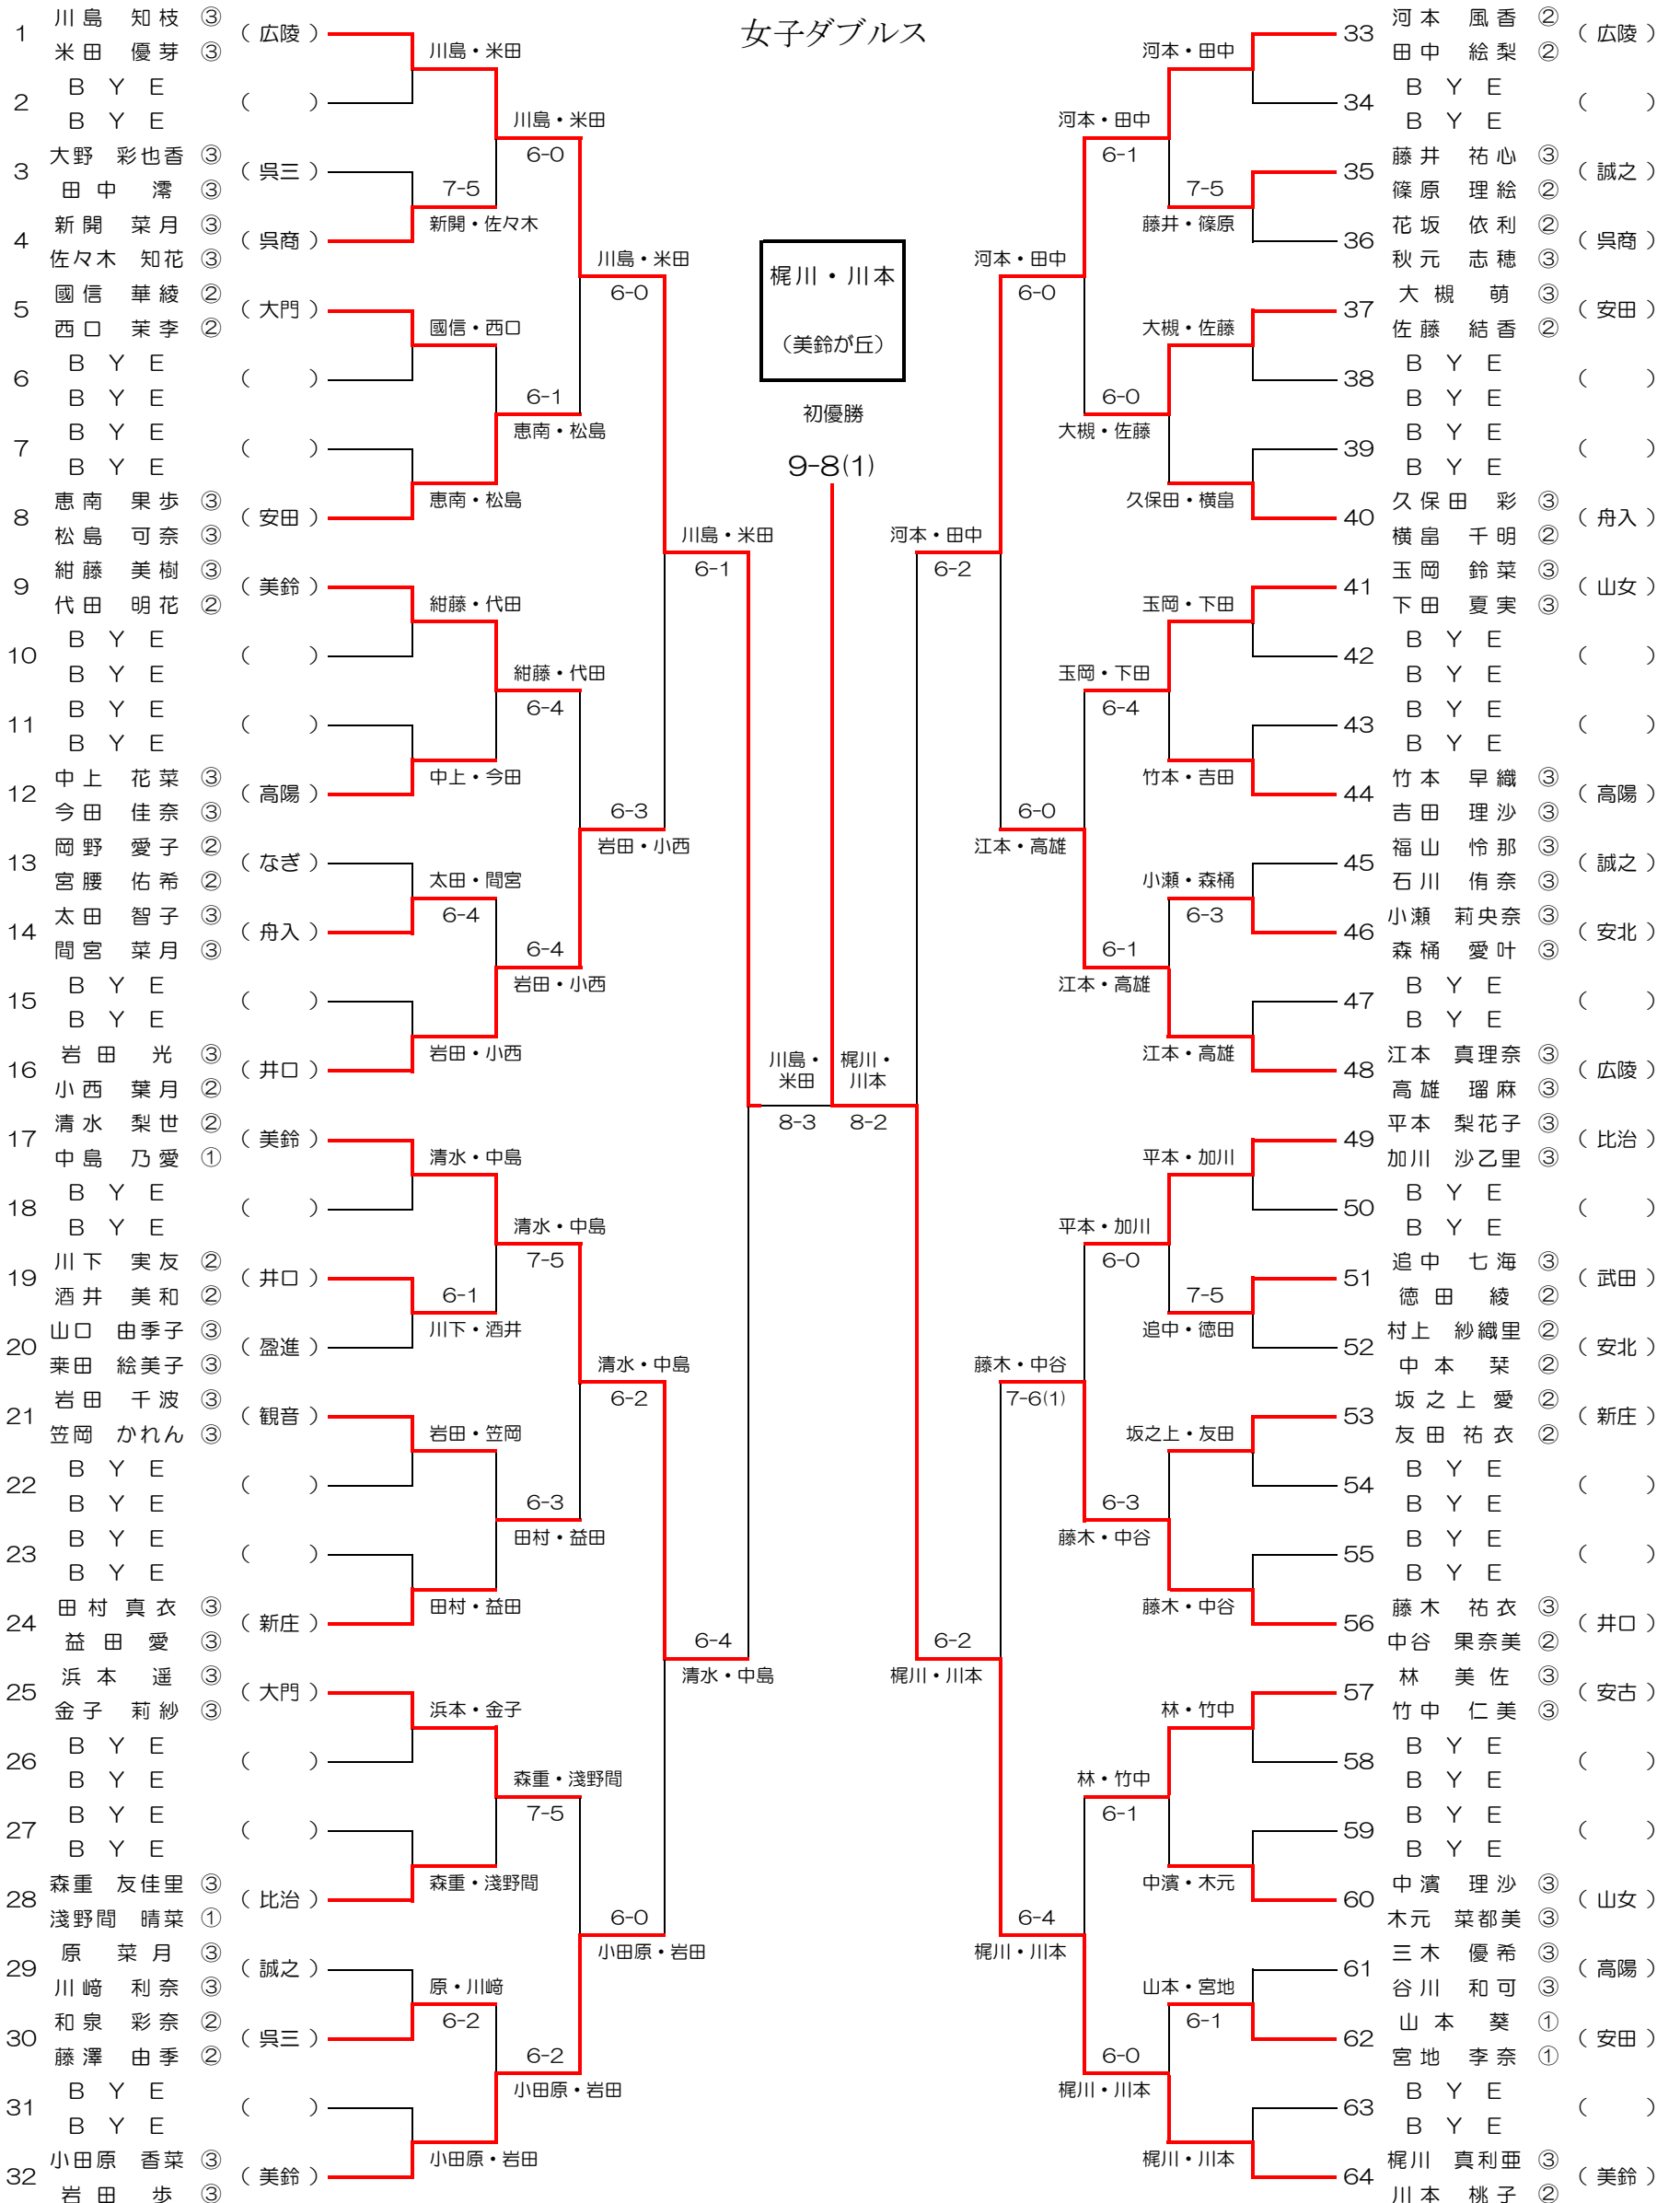 女子ダブルス
1 川島 知枝 ③ (広陵)
米田 優芽 ③
2 BYE ( )
BYE
3 大野 彩也香 ③ (呉三)
田中 澪 ③
4 新開 菜月 ③ (呉商)
佐々木 知花 ③
5 國信 華綾 ② (大門)
西口 茉李 ②
6 BYE ( )
BYE
7 BYE ( )
BYE
8 恵南 果歩 ③ (安田)
松島 可奈 ③
9 紺藤 美樹 ③ (美鈴)
代田 明花 ②
10 BYE ( )
BYE
11 BYE ( )
BYE
12 中上 花菜 ③ (高陽)
今田 佳奈 ③
13 岡野 愛子 ② (なぎ)
宮腰 佑希 ②
14 太田 智子 ③ (舟入)
間宮 菜月 ③
15 BYE ( )
BYE
16 岩田 光 ③ (井口)
小西 葉月 ②
17 清水 梨世 ② (美鈴)
中島 乃愛 ①
18 BYE ( )
BYE
19 川下 実友 ② (井口)
酒井 美和 ②
20 山口 由季子 ③ (盈進)
来田 絵美子 ③
21 岩田 千波 ③ (観音)
笠岡 かれん ③
22 BYE ( )
BYE
23 BYE ( )
BYE
24 田村 真衣 ③ (新庄)
益田 愛 ③
25 浜本 遥 ③ (大門)
金子 莉紗 ③
26 BYE ( )
BYE
27 BYE ( )
BYE
28 森重 友佳里 ③ (比治)
淺野間 晴菜 ①
29 原 菜月 ③ (誠之)
川﨑 利奈 ③
30 和泉 彩奈 ② (呉三)
藤澤 由季 ②
31 BYE ( )
BYE
32 小田原 香菜 ③ (美鈴)
岩田 歩 ③
川島・米田
7-5
新開・佐々木
國信・西口
恵南・松島
紺藤・代田
中上・今田
太田・間宮
6-4
岩田・小西
清水・中島
6-1
川下・酒井
岩田・笠岡
田村・益田
浜本・金子
森重・淺野間
原・川﨑
6-2
小田原・岩田
川島・米田
6-0
6-1
恵南・松島
紺藤・代田
6-4
6-4
岩田・小西
清水・中島
7-5
6-3
田村・益田
森重・淺野間
7-5
6-2
小田原・岩田
川島・米田
6-0
6-3
岩田・小西
清水・中島
6-2
6-0
小田原・岩田
川島・米田
6-1
6-4
清水・中島
川島・
米田
8-3
梶川・川本
(美鈴が丘)
初優勝
9-8(1)
梶川・
川本
8-2
河本・田中
6-2
6-2
梶川・川本
河本・田中
6-0
6-0
江本・高雄
藤木・中谷
7-6(1)
6-4
梶川・川本
河本・田中
6-1
6-0
大槻・佐藤
玉岡・下田
6-4
6-1
江本・高雄
平本・加川
6-0
6-3
藤木・中谷
林・竹中
6-1
6-0
梶川・川本
河本・田中
7-5
藤井・篠原
大槻・佐藤
久保田・横畠
玉岡・下田
竹本・吉田
小瀬・森桶
6-3
江本・高雄
平本・加川
7-5
追中・徳田
坂之上・友田
藤木・中谷
林・竹中
中濱・木元
山本・宮地
6-1
梶川・川本
33 河本 風香 ② (広陵)
田中 絵梨 ②
34 BYE ( )
BYE
35 藤井 祐心 ③ (誠之)
篠原 理絵 ②
36 花坂 依利 ② (呉商)
秋元 志穂 ③
37 大槻 萌 ③ (安田)
佐藤 結香 ②
38 BYE ( )
BYE
39 BYE ( )
BYE
40 久保田 彩 ③ (舟入)
横畠 千明 ②
41 玉岡 鈴菜 ③ (山女)
下田 夏実 ③
42 BYE ( )
BYE
43 BYE ( )
BYE
44 竹本 早織 ③ (高陽)
吉田 理沙 ③
45 福山 怜那 ③ (誠之)
石川 侑奈 ③
46 小瀬 莉央奈 ③ (安北)
森桶 愛叶 ③
47 BYE ( )
BYE
48 江本 真理奈 ③ (広陵)
高雄 瑠麻 ③
49 平本 梨花子 ③ (比治)
加川 沙乙里 ③
50 BYE ( )
BYE
51 追中 七海 ③ (武田)
徳田 綾 ②
52 村上 紗織里 ② (安北)
中本 栞 ②
53 坂之上 愛 ② (新庄)
友田 祐衣 ②
54 BYE ( )
BYE
55 BYE ( )
BYE
56 藤木 祐衣 ③ (井口)
中谷 果奈美 ②
57 林 美佐 ③ (安古)
竹中 仁美 ③
58 BYE ( )
BYE
59 BYE ( )
BYE
60 中濱 理沙 ③ (山女)
木元 菜都美 ③
61 三木 優希 ③ (高陽)
谷川 和可 ③
62 山本 葵 ① (安田)
宮地 李奈 ①
63 BYE ( )
BYE
64 梶川 真利亜 ③ (美鈴)
川本 桃子 ②